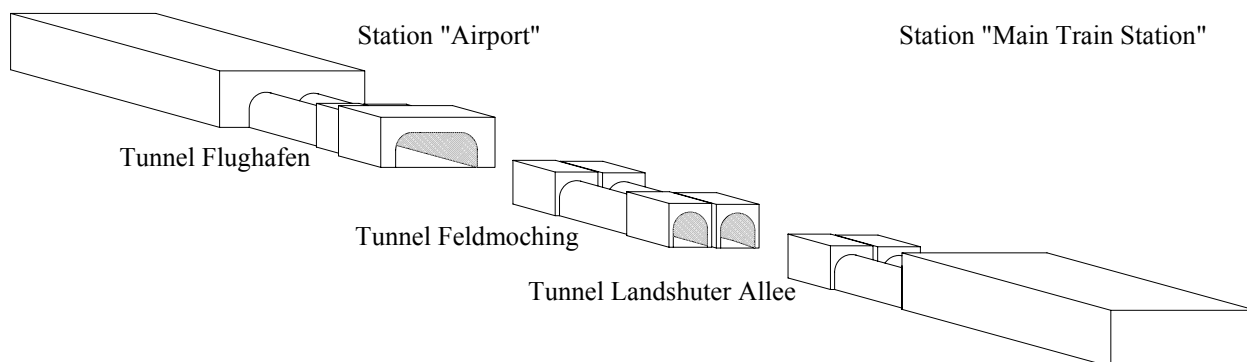 Station "Airport"
Station "Main Train Station"
Tunnel Flughafen
Tunnel Feldmoching
Tunnel Landshuter Allee